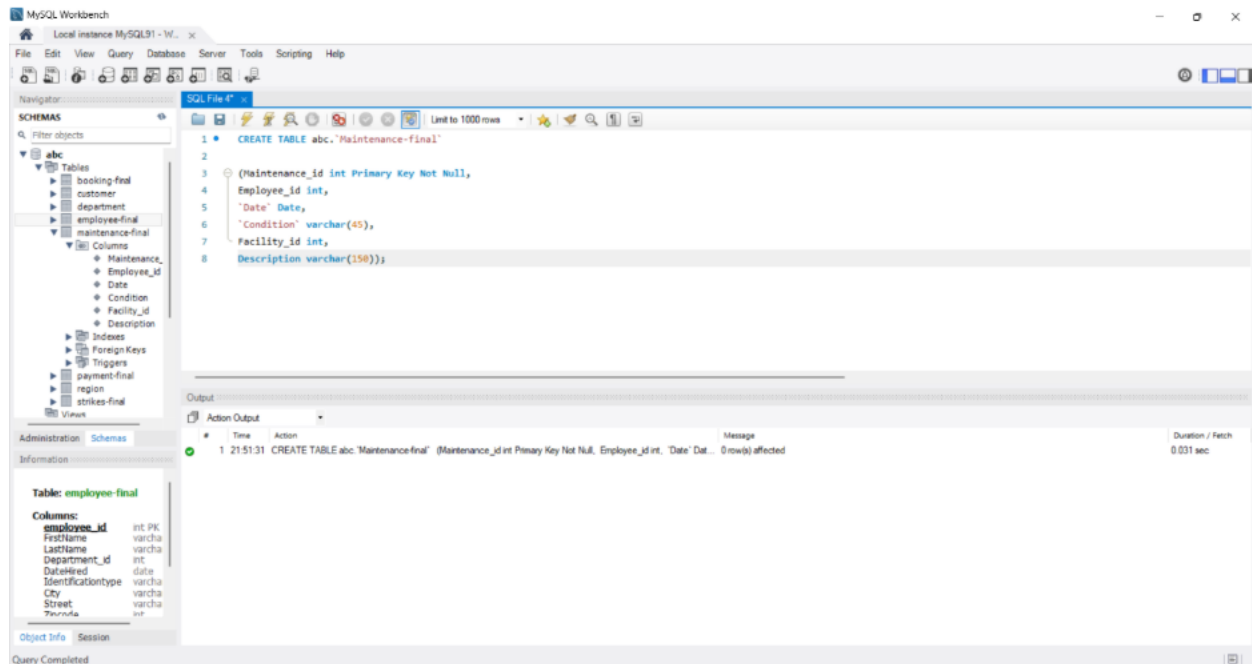 MySQL Workbench
Local instance MySQL91 - W...
File Edit View Query Database Server Tools Scripting Help
Navigator
SCHEMAS
Filter objects
abc
Tables
booking-final
customer
department
employee-final
maintenance-final
Columns
Maintenance_
Employee_id
Date
Condition
Facility_id
Description
Indexes
Foreign Keys
Triggers
payment-final
region
strikes-final
Views
Administration Schemas
Information
Table: employee-final
Columns:
employee_id int PK
FirstName varcha
LastName varcha
Department_id int
DateHired date
Identificationtype varcha
City varcha
Street varcha
Zipcode int
Object Info Session
Query Completed
SQL File 4*
Limit to 1000 rows
1 CREATE TABLE abc.`Maintenance-final`
2
3 (Maintenance_id int Primary Key Not Null,
4 Employee_id int,
5 `Date` Date,
6 `Condition` varchar(45),
7 Facility_id int,
8 Description varchar(150));
Output
Action Output
# Time Action Message Duration / Fetch
1 21:51:31 CREATE TABLE abc.`Maintenance-final` (Maintenance_id int Primary Key Not Null, Employee_id int, `Date` Dat... 0 row(s) affected 0.031 sec